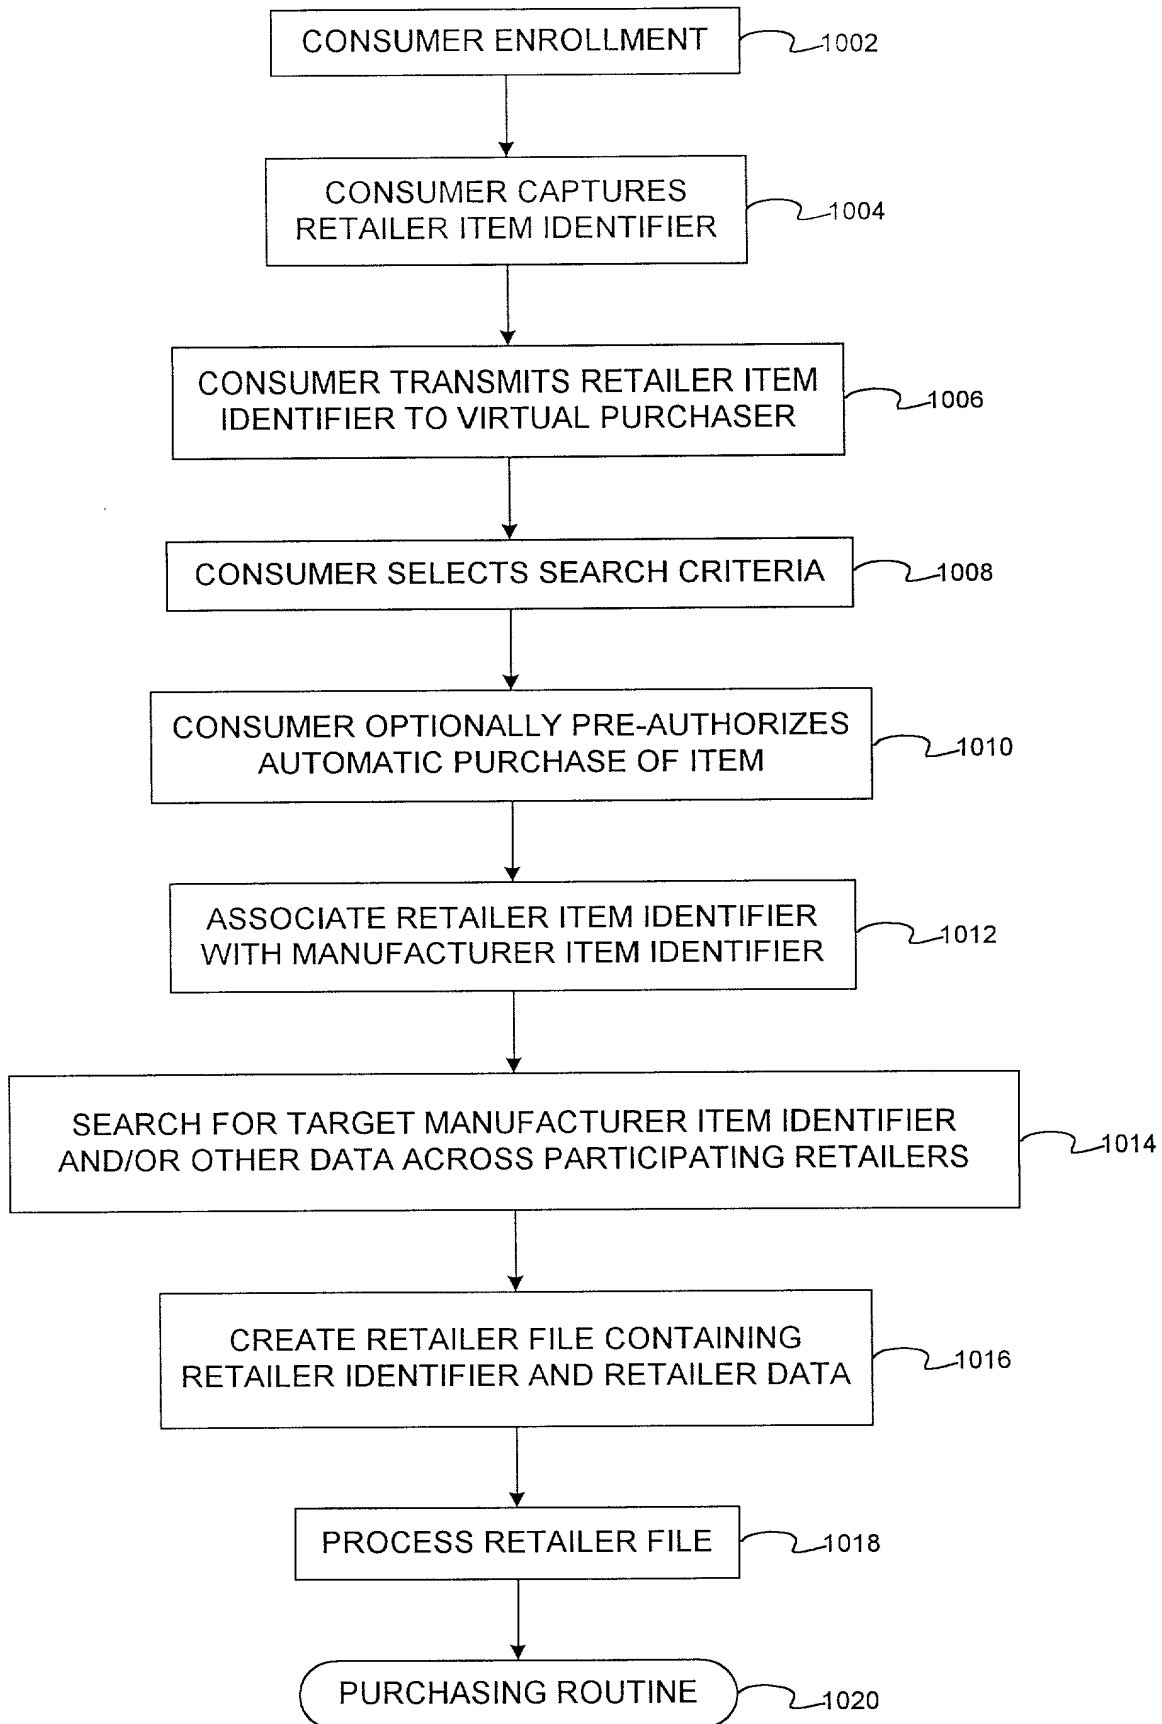 CONSUMER ENROLLMENT
1002
CONSUMER CAPTURES
RETAILER ITEM IDENTIFIER
1004
CONSUMER TRANSMITS RETAILER ITEM
IDENTIFIER TO VIRTUAL PURCHASER
1006
CONSUMER SELECTS SEARCH CRITERIA
1008
CONSUMER OPTIONALLY PRE-AUTHORIZES
AUTOMATIC PURCHASE OF ITEM
1010
ASSOCIATE RETAILER ITEM IDENTIFIER
WITH MANUFACTURER ITEM IDENTIFIER
1012
SEARCH FOR TARGET MANUFACTURER ITEM IDENTIFIER
AND/OR OTHER DATA ACROSS PARTICIPATING RETAILERS
1014
CREATE RETAILER FILE CONTAINING
RETAILER IDENTIFIER AND RETAILER DATA
1016
PROCESS RETAILER FILE
1018
PURCHASING ROUTINE
1020